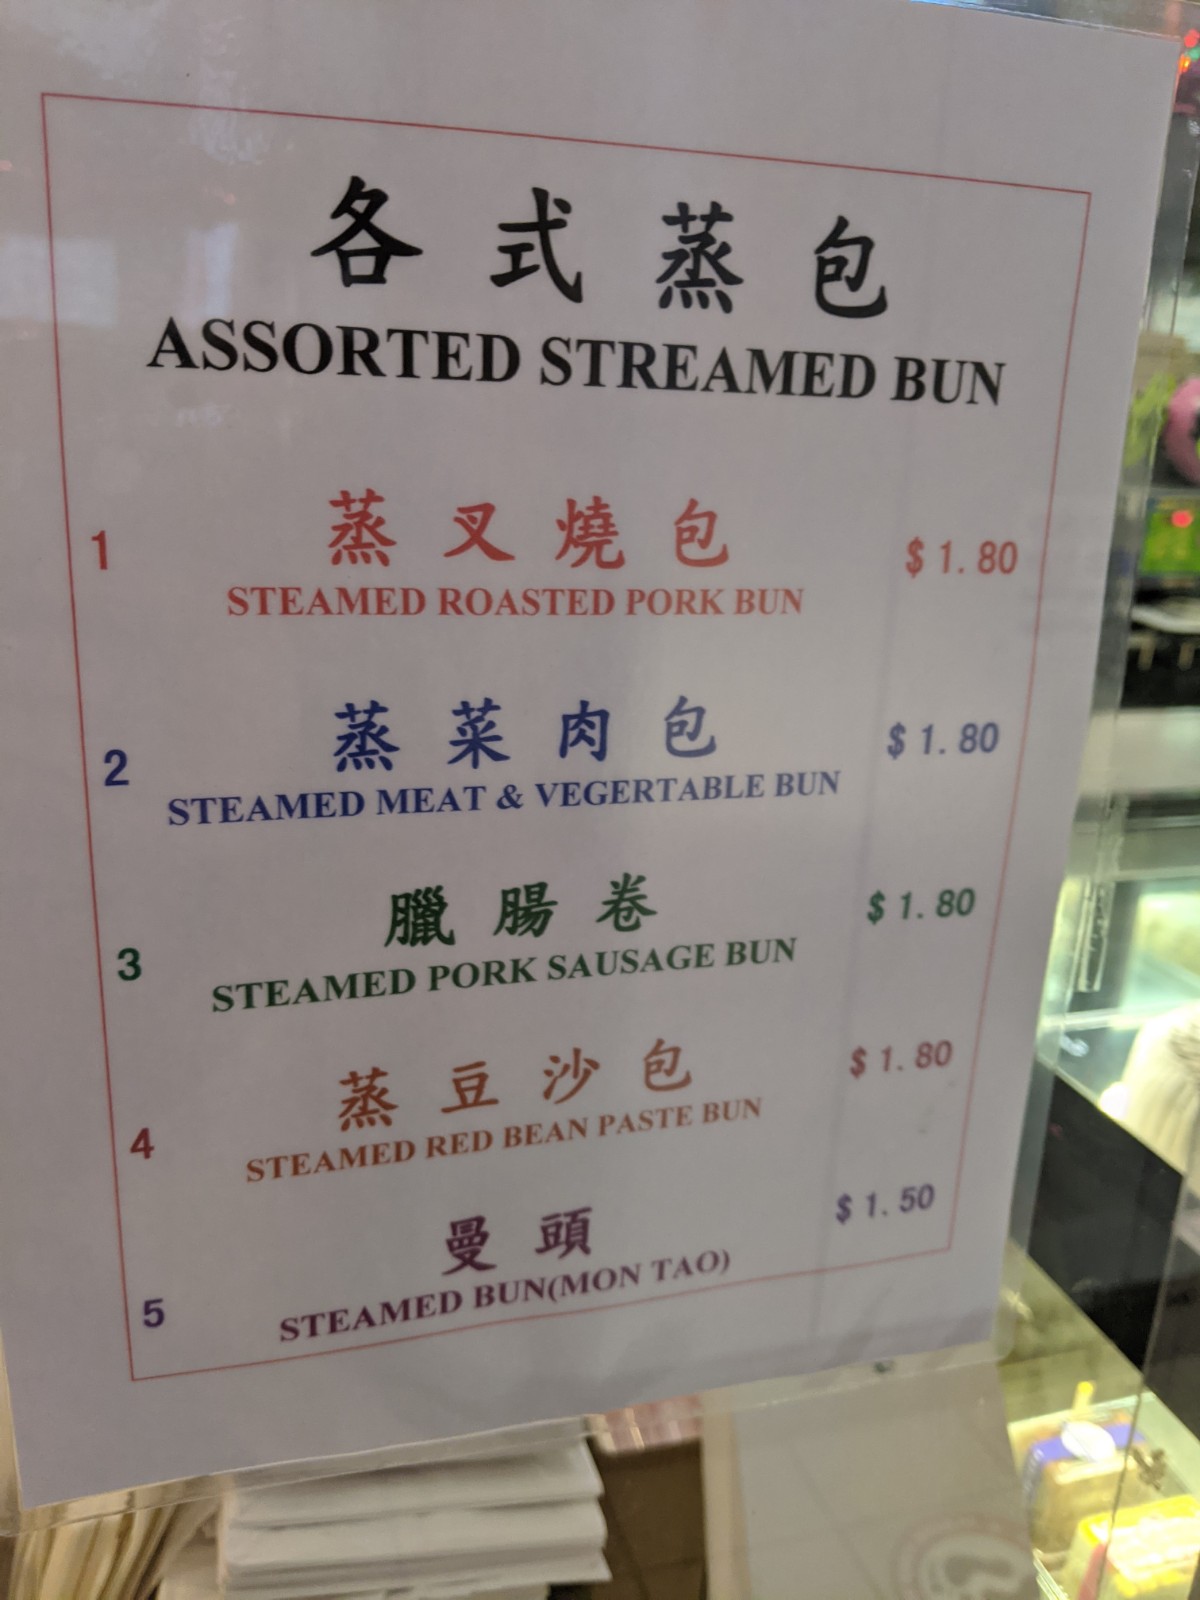 各式蒸包
ASSORTED STREAMED BUN
1 蒸叉燒包 $1.80
STEAMED ROASTED PORK BUN
2 蒸菜肉包 $1.80
STEAMED MEAT & VEGERTABLE BUN
3 臘腸卷 $1.80
STEAMED PORK SAUSAGE BUN
4 蒸豆沙包 $1.80
STEAMED RED BEAN PASTE BUN
5 曼頭 $1.50
STEAMED BUN(MON TAO)